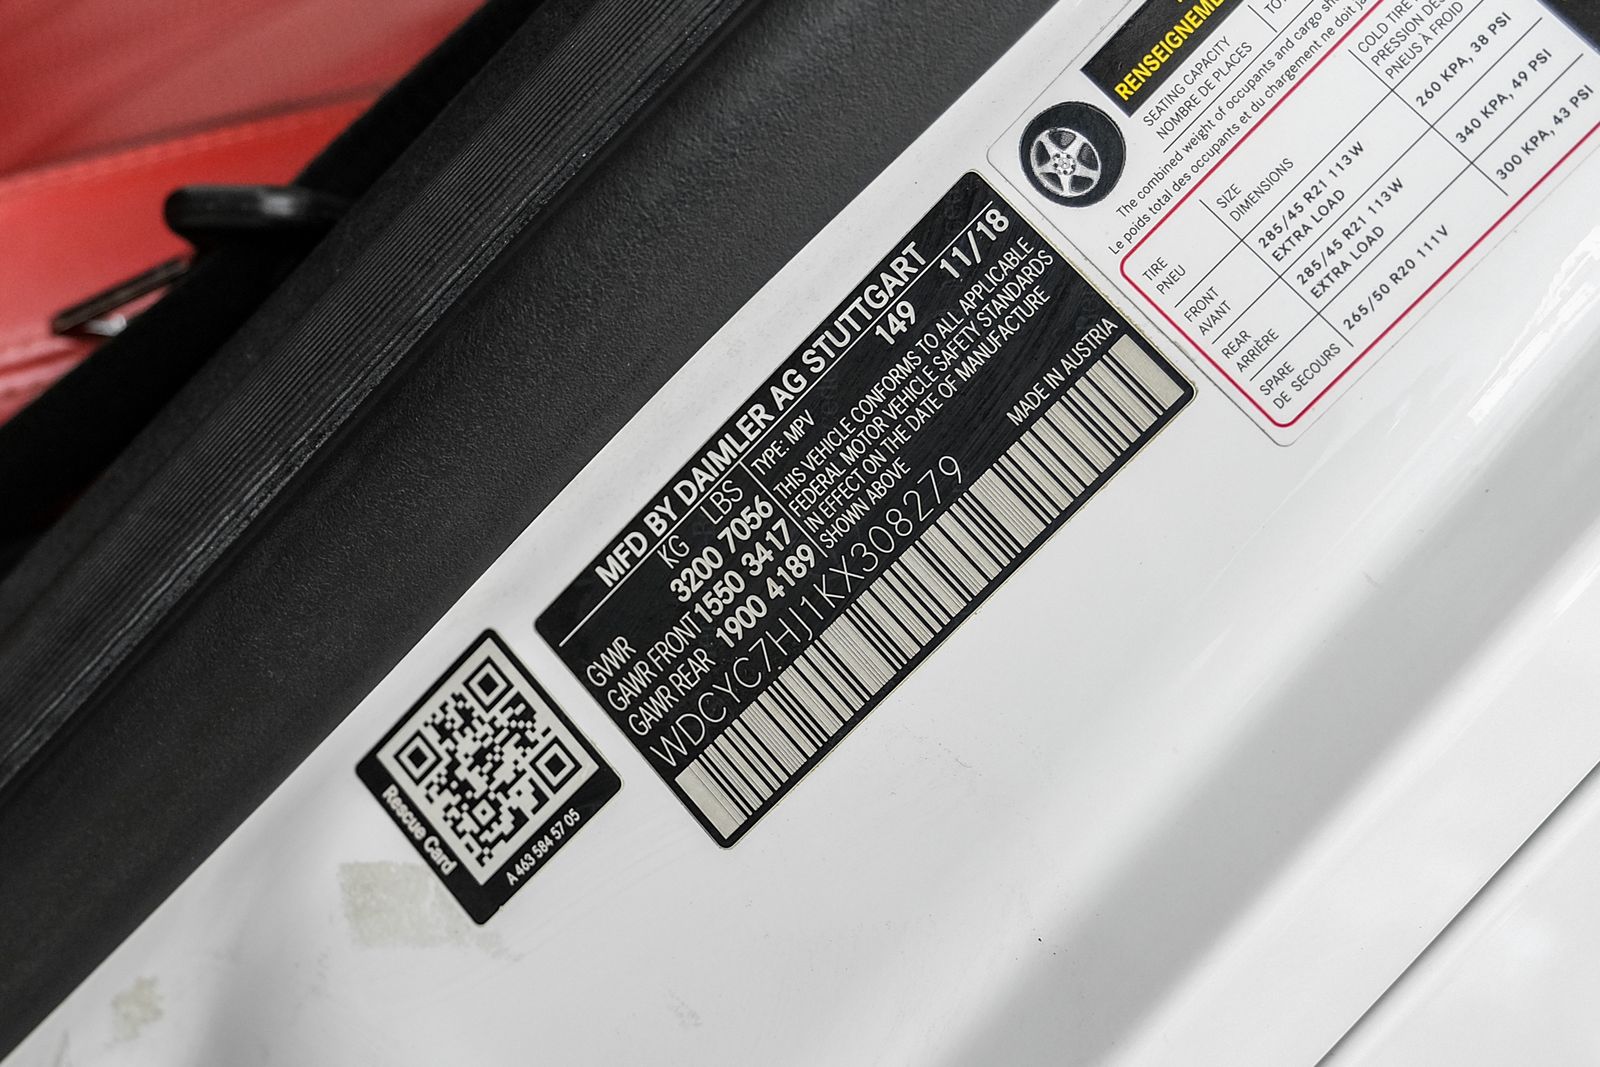 MFD BY DAIMLER AG STUTTGART
KG LBS TYPE: MPV 149 11/18
GVWR 3200 7056
GAWR FRONT 1550 3417
GAWR REAR 1900 4189
THIS VEHICLE CONFORMS TO ALL APPLICABLE
FEDERAL MOTOR VEHICLE SAFETY STANDARDS
IN EFFECT ON THE DATE OF MANUFACTURE
SHOWN ABOVE
MADE IN AUSTRIA
WDCYC7HJ1KX308279
Rescue Card
A 463 584 57 05
SEATING CAPACITY
NOMBRE DE PLACES
The combined weight of occupants and cargo
Le poids total des occupants et du chargement ne doit
TIRE
PNEU
SIZE
DIMENSIONS
COLD TIRE
PRESSION DES
PNEUS À FROID
FRONT
AVANT
285/45 R21 113W
EXTRA LOAD
260 KPA, 38 PSI
REAR
ARRIÈRE
285/45 R21 113W
EXTRA LOAD
340 KPA, 49 PSI
SPARE
DE SECOURS
265/50 R20 111V
300 KPA, 43 PSI